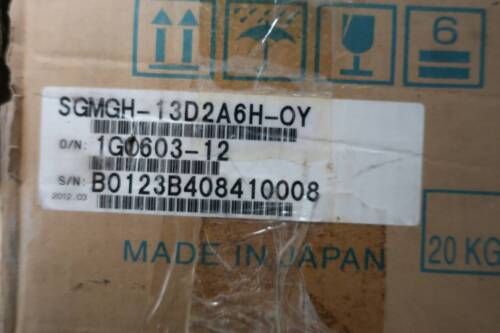 6
SGMGH-13D2A6H-OY
O/N: 1G0603-12
S/N: B0123B408410008
2012.03
MADE IN JAPAN
20 KG